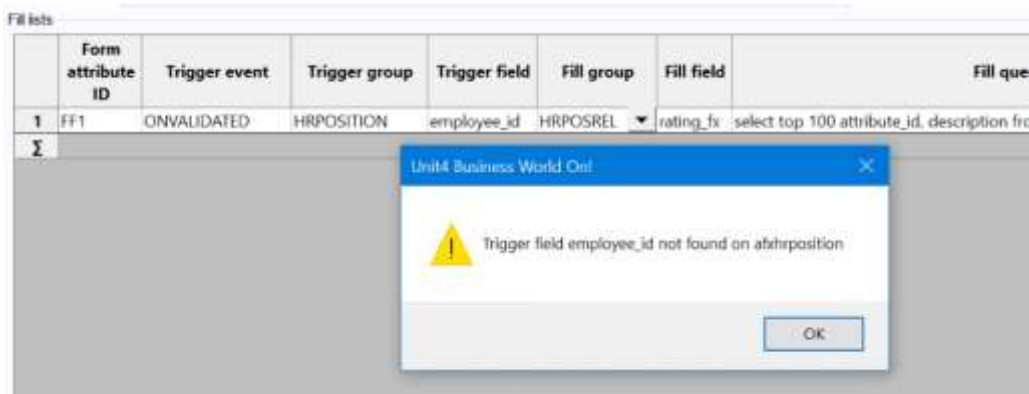 Fill lists
Form attribute ID Trigger event Trigger group Trigger field Fill group Fill field Fill que
1 FF1 ONVALIDATED HRPOSITION employee_id HRPOSREL rating_fx select top 100 attribute_id, description fro
Σ
Unit4 Business World On!
Trigger field employee_id not found on afxhrposition
OK